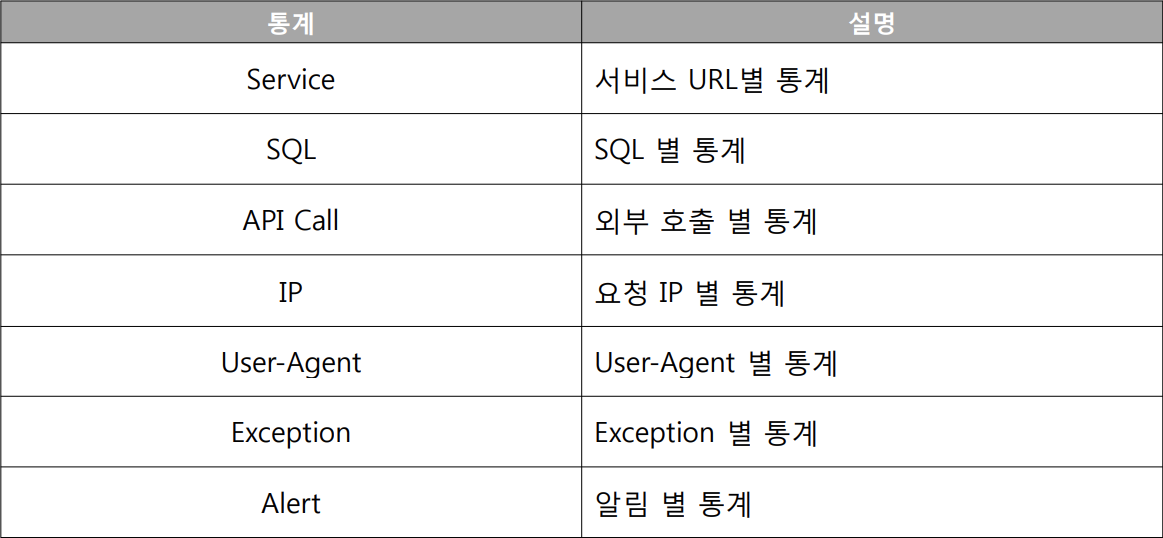 통계 설명
Service 서비스 URL별 통계
SQL SQL 별 통계
API Call 외부 호출 별 통계
IP 요청 IP 별 통계
User-Agent User-Agent 별 통계
Exception Exception 별 통계
Alert 알림 별 통계